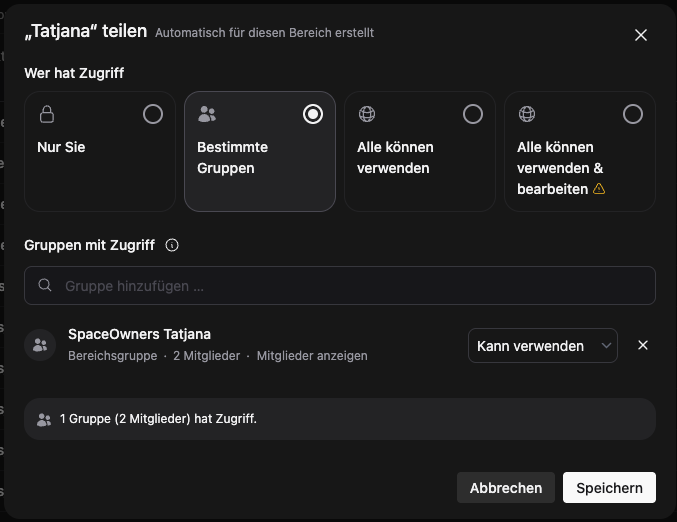 „Tatjana“ teilen Automatisch für diesen Bereich erstellt
Wer hat Zugriff
Nur Sie
Bestimmte
Gruppen
Alle können
verwenden
Alle können
verwenden &
bearbeiten
Gruppen mit Zugriff
Gruppe hinzufügen ...
SpaceOwners Tatjana
Bereichsgruppe · 2 Mitglieder · Mitglieder anzeigen
Kann verwenden
1 Gruppe (2 Mitglieder) hat Zugriff.
Abbrechen
Speichern